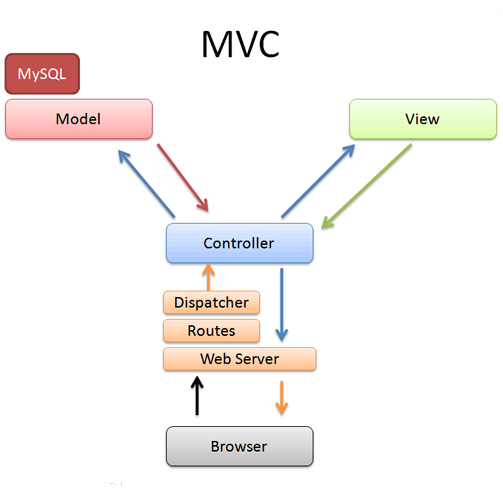 MVC
MySQL
Model
View
Controller
Dispatcher
Routes
Web Server
Browser